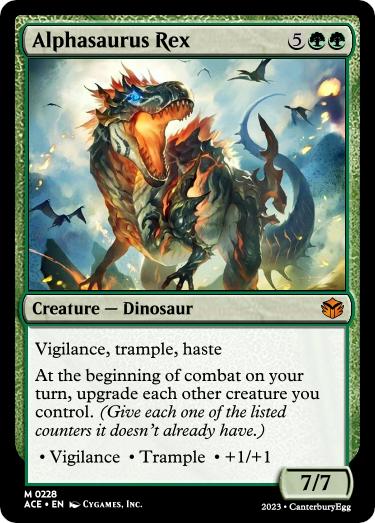 Alphasaurus Rex 5
Creature — Dinosaur
Vigilance, trample, haste
At the beginning of combat on your
turn, upgrade each other creature you
control. (Give each one of the listed
counters it doesn't already have.)
• Vigilance • Trample • +1/+1
7/7
M 0228
ACE • EN Cygames, Inc.
2023 • CanterburyEgg